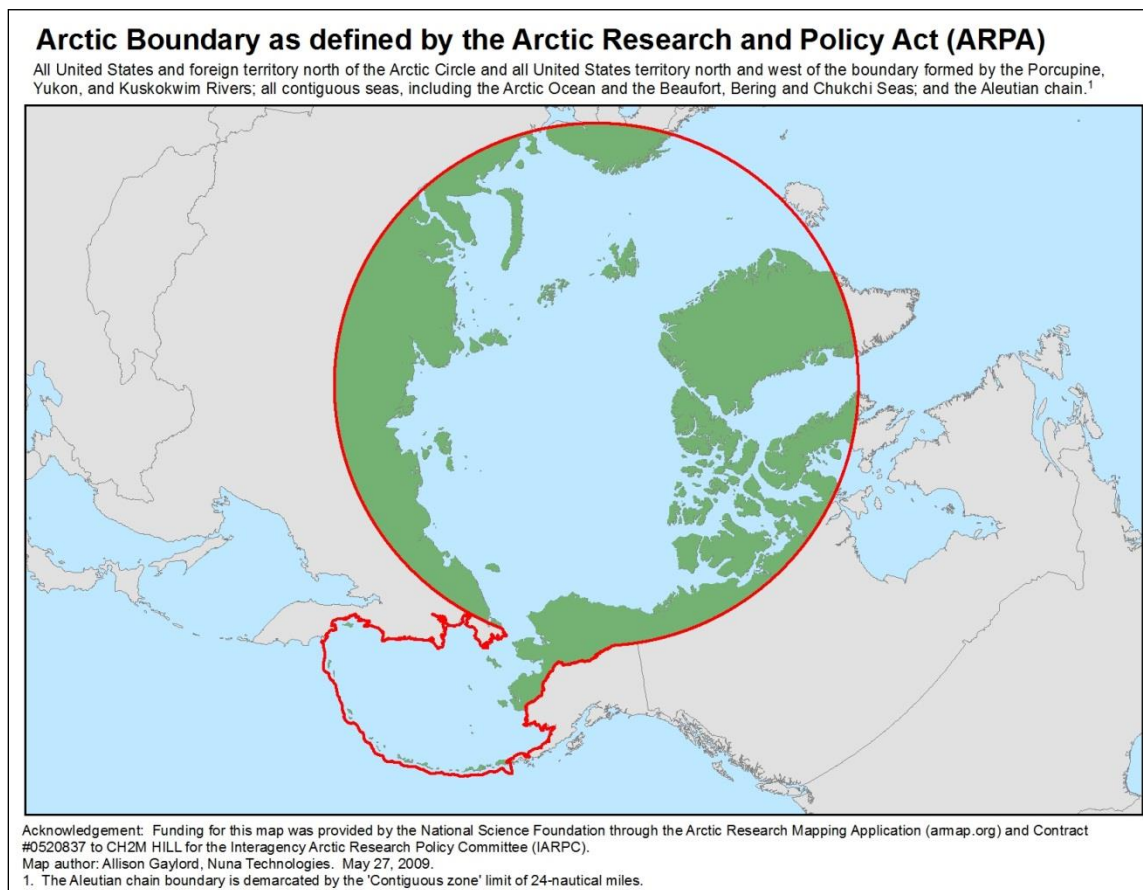 Arctic Boundary as defined by the Arctic Research and Policy Act (ARPA)
All United States and foreign territory north of the Arctic Circle and all United States territory north and west of the boundary formed by the Porcupine,
Yukon, and Kuskokwim Rivers; all contiguous seas, including the Arctic Ocean and the Beaufort, Bering and Chukchi Seas; and the Aleutian chain.¹
Acknowledgement: Funding for this map was provided by the National Science Foundation through the Arctic Research Mapping Application (armap.org) and Contract
#0520837 to CH2M HILL for the Interagency Arctic Research Policy Committee (IARPC).
Map author: Allison Gaylord, Nuna Technologies. May 27, 2009.
1. The Aleutian chain boundary is demarcated by the 'Contiguous zone' limit of 24-nautical miles.